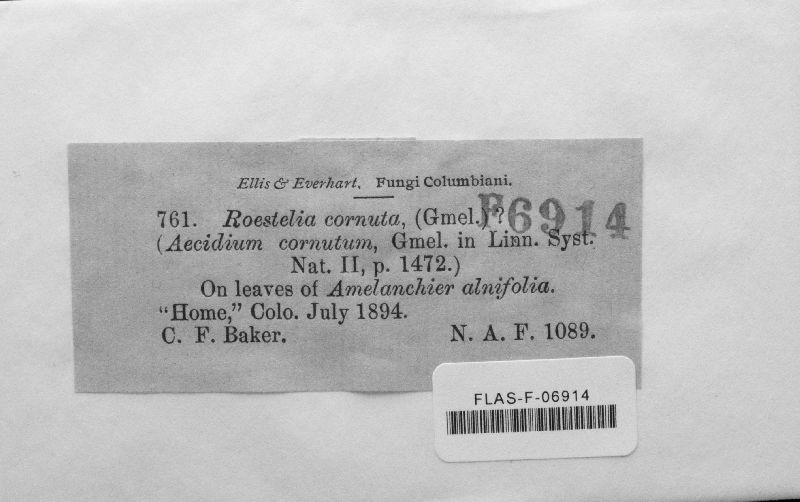 Ellis & Everhart, Fungi Columbiani.
761. Roestelia cornuta, (Gmel.) ?
F6914
(Aecidium cornutum, Gmel. in Linn. Syst.
Nat. II, p. 1472.)
On leaves of Amelanchier alnifolia.
"Home," Colo. July 1894.
C. F. Baker. N. A. F. 1089.
FLAS-F-06914